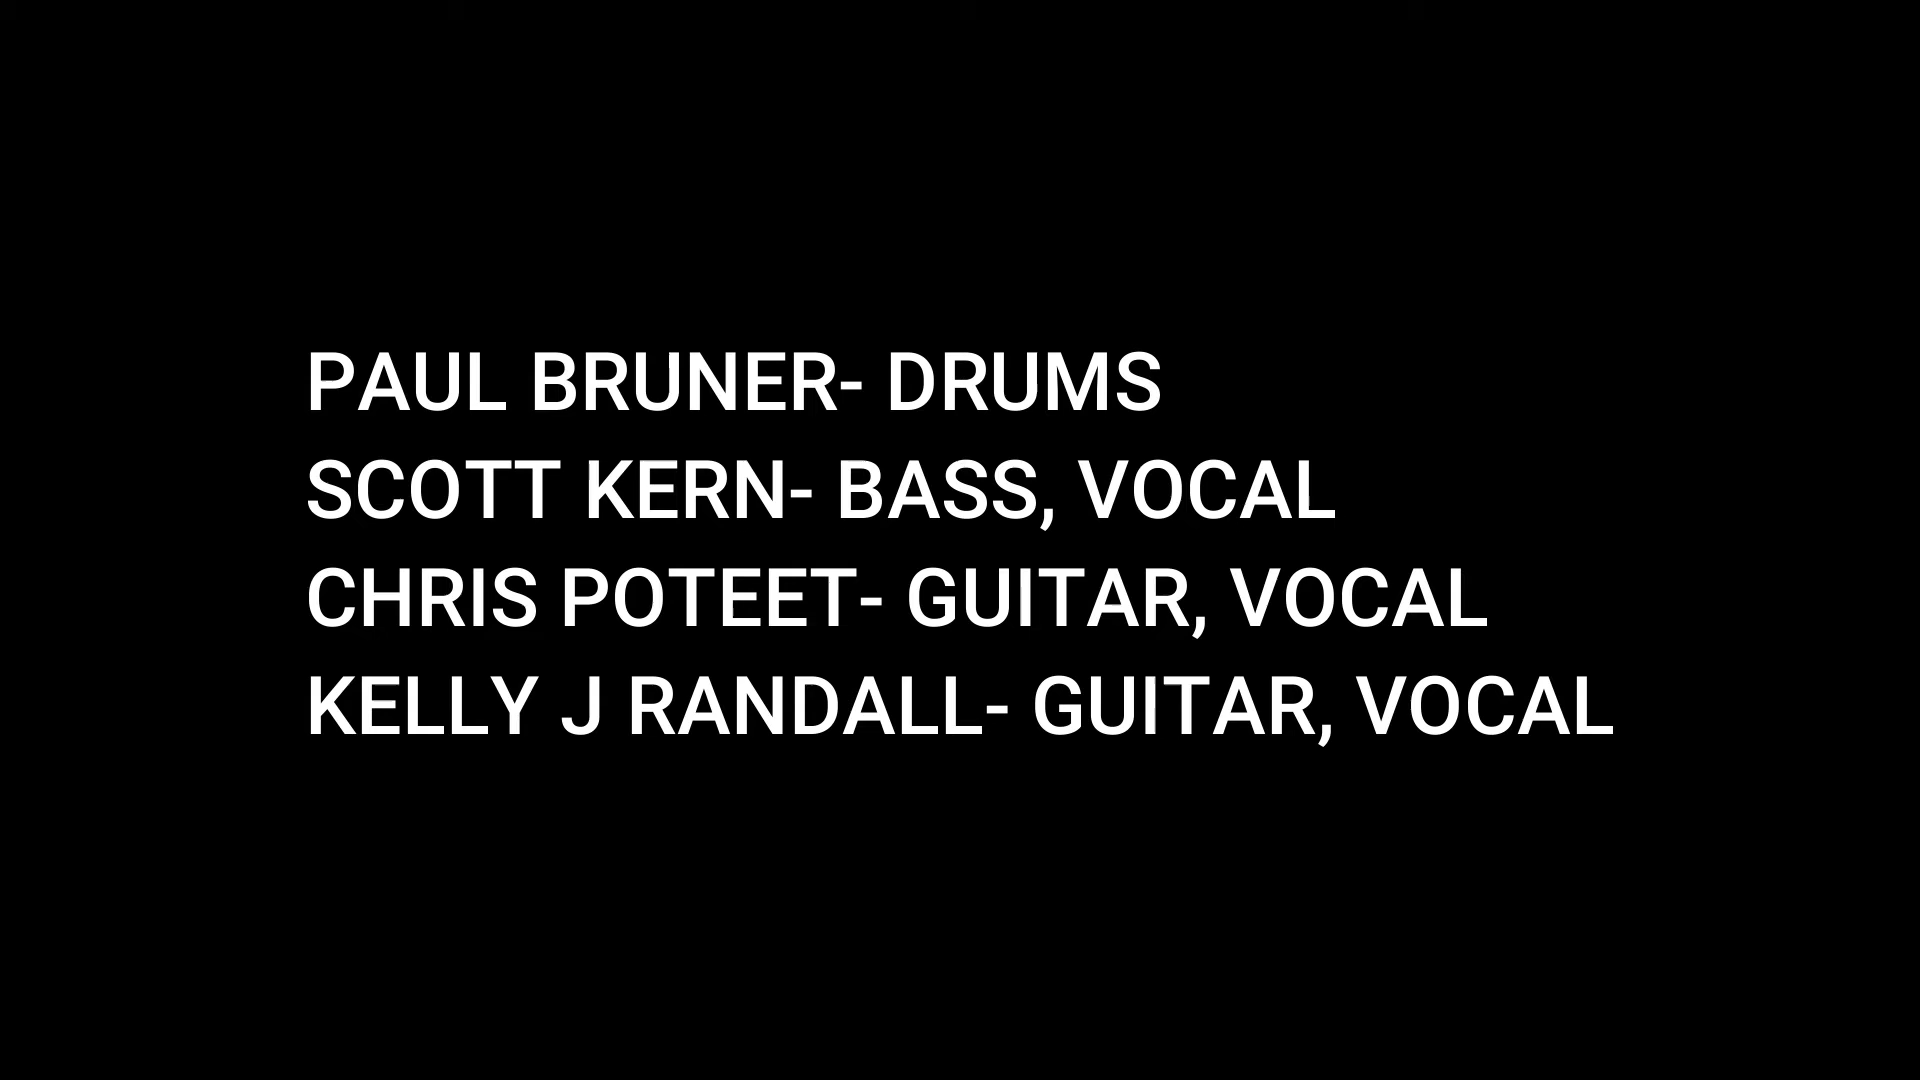 PAUL BRUNER- DRUMS
SCOTT KERN- BASS, VOCAL
CHRIS POTEET- GUITAR, VOCAL
KELLY J RANDALL- GUITAR, VOCAL